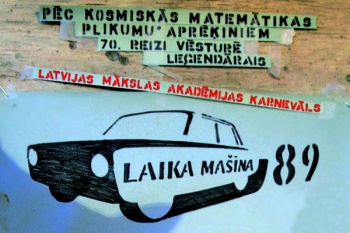 PĒC KOSMISKĀS MATEMĀTIKAS
PLIKUMU APRĒĶINIEM
70. REIZI VĒSTURĒ
LEĢENDĀRAIS
LATVIJAS MĀKSLAS AKADĒMIJAS KARNEVĀLS
LAIKA MAŠĪNA 89